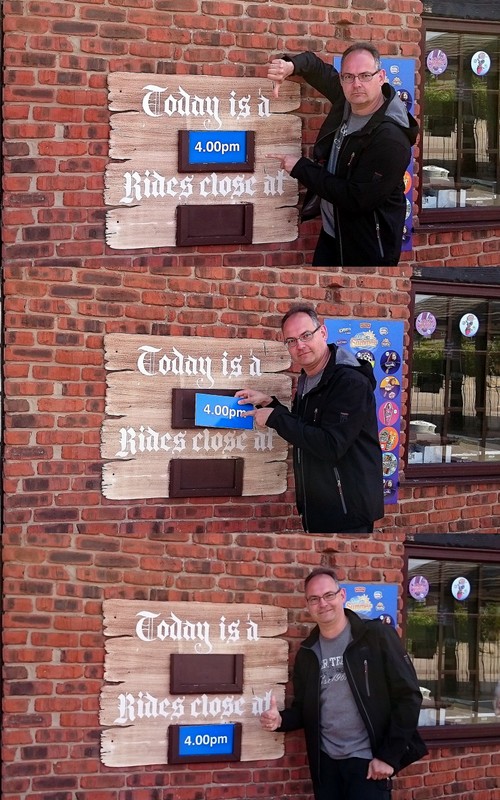 Today is a
4.00pm
Rides close at
Today is a
4.00pm
Rides close at
Today is a
Rides close at
4.00pm